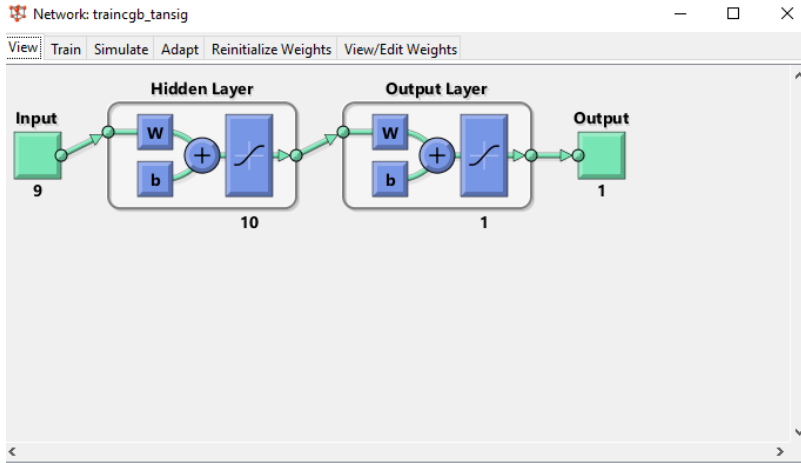 Network: traincgb_tansig
View Train Simulate Adapt Reinitialize Weights View/Edit Weights
Hidden Layer Output Layer
Input Output
W W
+ +
b b
9 1
10 1